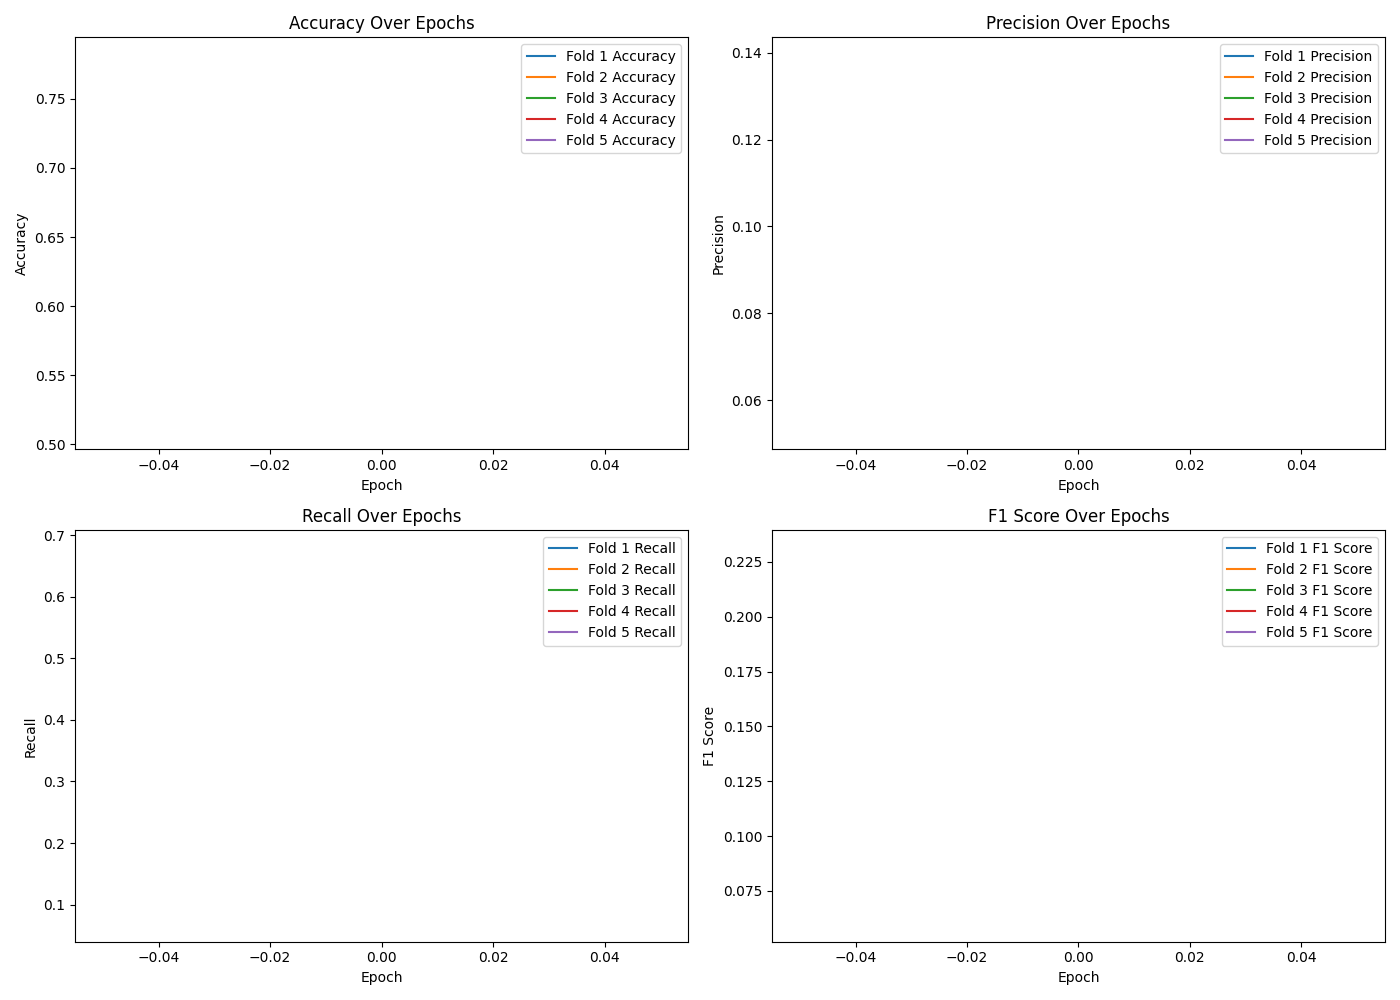 Accuracy Over Epochs
Fold 1 Accuracy
Fold 2 Accuracy
Fold 3 Accuracy
Fold 4 Accuracy
Fold 5 Accuracy
0.75
0.70
0.65
0.60
0.55
0.50
Accuracy
−0.04 −0.02 0.00 0.02 0.04
Epoch
Precision Over Epochs
Fold 1 Precision
Fold 2 Precision
Fold 3 Precision
Fold 4 Precision
Fold 5 Precision
0.14
0.12
0.10
0.08
0.06
Precision
−0.04 −0.02 0.00 0.02 0.04
Epoch
Recall Over Epochs
Fold 1 Recall
Fold 2 Recall
Fold 3 Recall
Fold 4 Recall
Fold 5 Recall
0.7
0.6
0.5
0.4
0.3
0.2
0.1
Recall
−0.04 −0.02 0.00 0.02 0.04
Epoch
F1 Score Over Epochs
Fold 1 F1 Score
Fold 2 F1 Score
Fold 3 F1 Score
Fold 4 F1 Score
Fold 5 F1 Score
0.225
0.200
0.175
0.150
0.125
0.100
0.075
F1 Score
−0.04 −0.02 0.00 0.02 0.04
Epoch